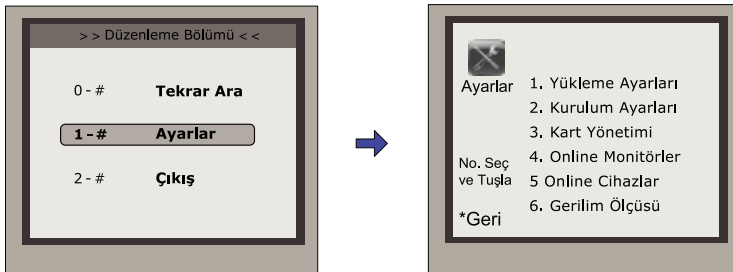 > > Düzenleme Bölümü < <
0 - # Tekrar Ara
1 - # Ayarlar
2 - # Çıkış
Ayarlar
1. Yükleme Ayarları
2. Kurulum Ayarları
3. Kart Yönetimi
4. Online Monitörler
5 Online Cihazlar
6. Gerilim Ölçüsü
No. Seç
ve Tuşla
*Geri